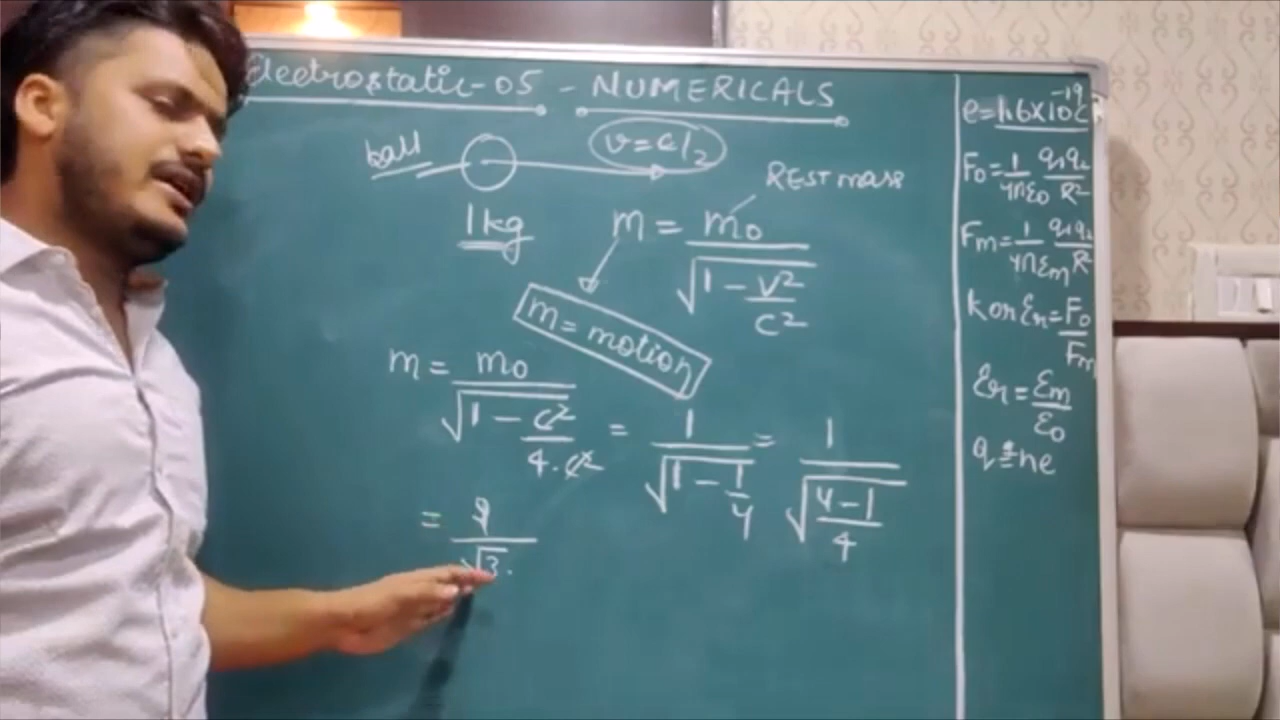 Electrostatic-05 - NUMERICALS
ball v=c/2
REST mass
1kg m = m₀/√(1 - v²/c²)
m = motion
m = m₀/√(1 - c²/4.c²) = 1/√(1 - 1/4) = 1/√((4-1)/4)
= 2/√3.
e=1.6×10⁻¹⁹C
F₀=1/4πε₀ q₁q₂/R²
Fm=1/4πεm q₁q₂/R²
K or εr=F₀/Fm
εr=εm/ε₀
q=±ne